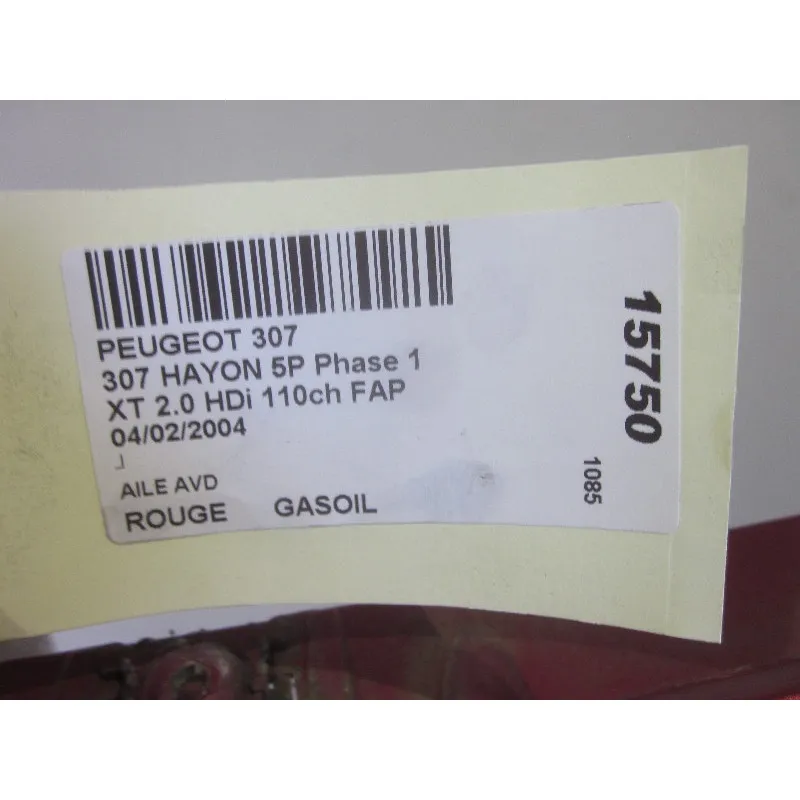 PEUGEOT 307
307 HAYON 5P Phase 1
XT 2.0 HDi 110ch FAP
04/02/2004
AILE AVD
ROUGE GASOIL
15750
1085